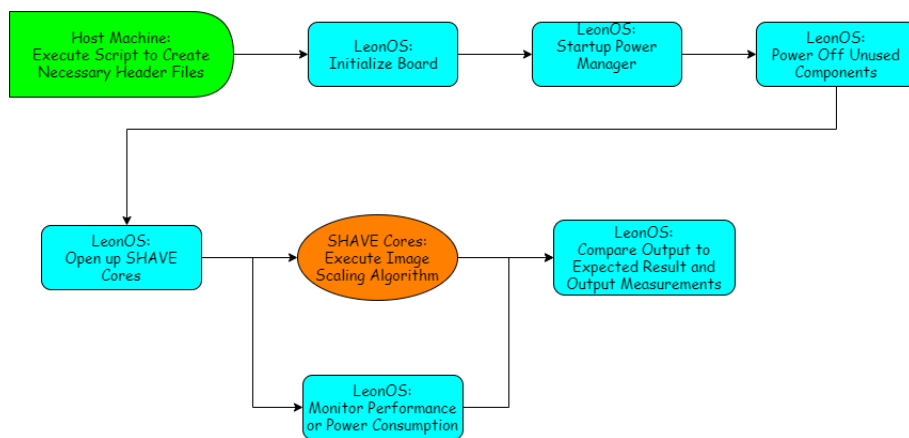 Host Machine:
Execute Script to Create
Necessary Header Files
LeonOS:
Initialize Board
LeonOS:
Startup Power
Manager
LeonOS:
Power Off Unused
Components
LeonOS:
Open up SHAVE
Cores
SHAVE Cores:
Execute Image
Scaling Algorithm
LeonOS:
Compare Output to
Expected Result and
Output Measurements
LeonOS:
Monitor Performance
or Power Consumption